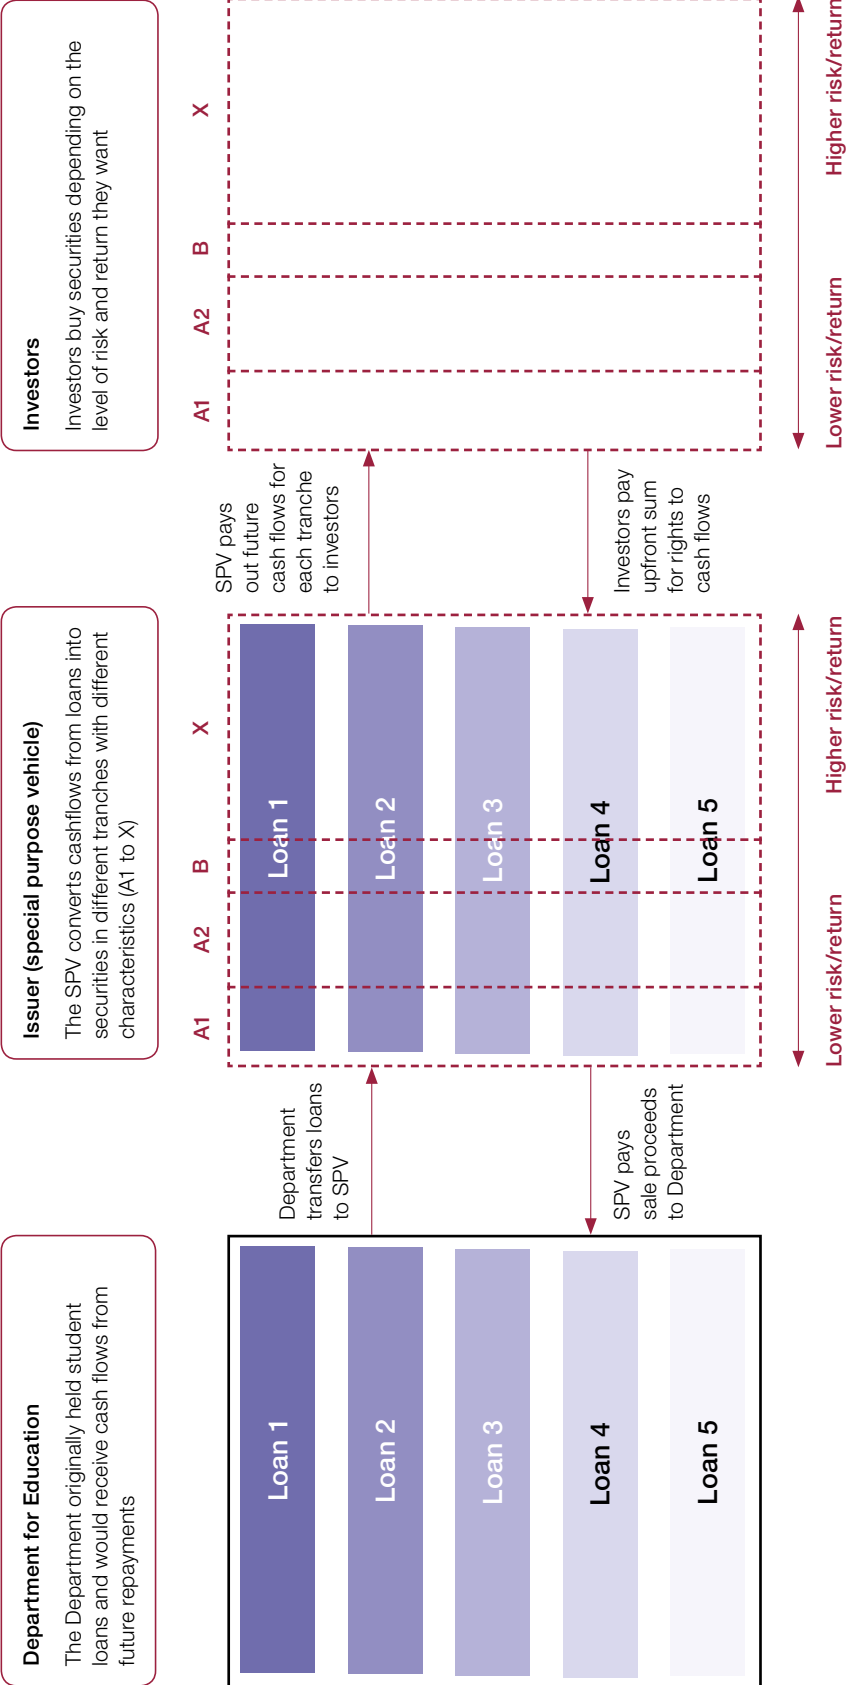 Department for Education
The Department originally held student
loans and would receive cash flows from
future repayments
Loan 1
Loan 2
Loan 3
Loan 4
Loan 5
Department
transfers loans
to SPV
SPV pays
sale proceeds
to Department
Issuer (special purpose vehicle)
The SPV converts cashflows from loans into
securities in different tranches with different
characteristics (A1 to X)
A1 A2 B X
Loan 1
Loan 2
Loan 3
Loan 4
Loan 5
Lower risk/return Higher risk/return
SPV pays
out future
cash flows for
each tranche
to investors
Investors pay
upfront sum
for rights to
cash flows
Investors
Investors buy securities depending on the
level of risk and return they want
A1 A2 B X
Lower risk/return Higher risk/return